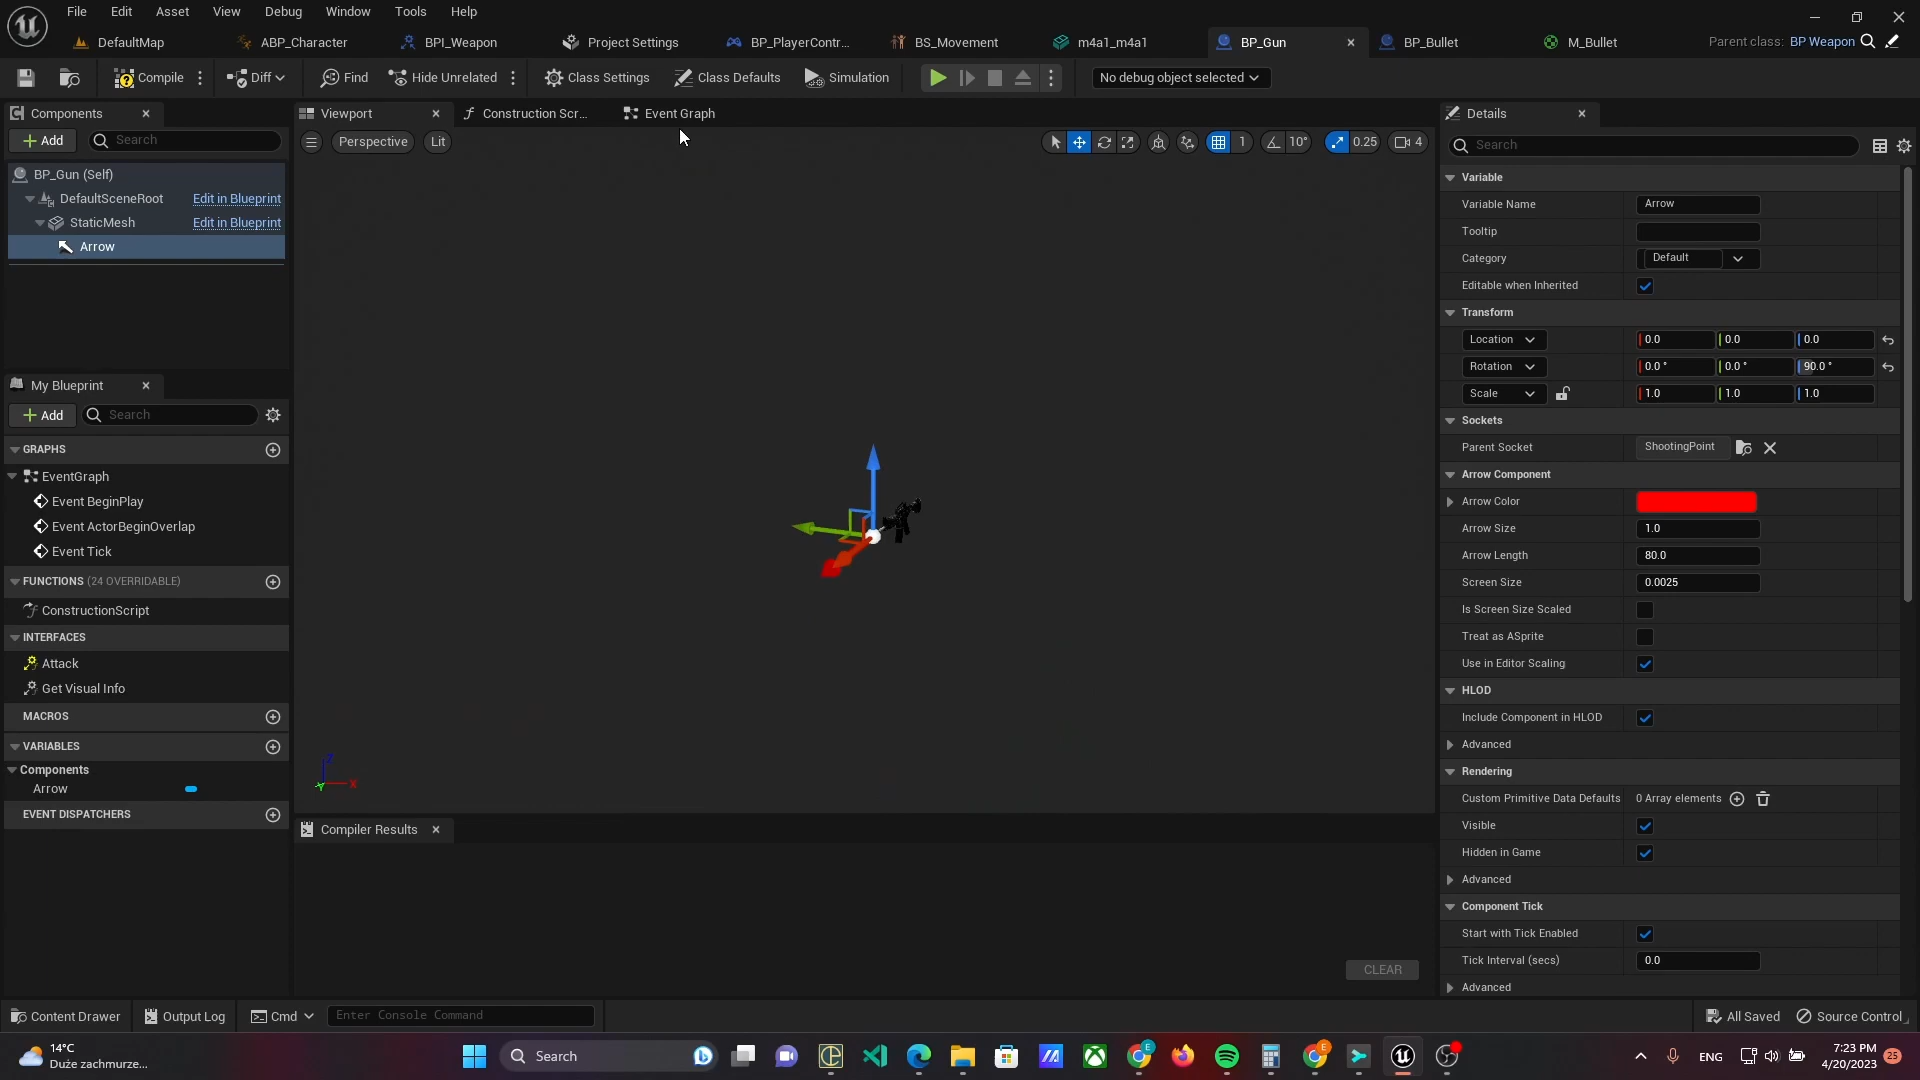 File Edit Asset View Debug Window Tools Help
DefaultMap ABP_Character BPI_Weapon Project Settings BP_PlayerContr... BS_Movement m4a1_m4a1 BP_Gun BP_Bullet M_Bullet Parent class: BP Weapon
Compile Diff Find Hide Unrelated Class Settings Class Defaults Simulation No debug object selected
Components
Add Search
BP_Gun (Self)
DefaultSceneRoot Edit in Blueprint
StaticMesh Edit in Blueprint
Arrow
My Blueprint
Add Search
GRAPHS
EventGraph
Event BeginPlay
Event ActorBeginOverlap
Event Tick
FUNCTIONS (24 OVERRIDABLE)
ConstructionScript
INTERFACES
Attack
Get Visual Info
MACROS
VARIABLES
Components
Arrow
EVENT DISPATCHERS
Viewport Construction Scr... Event Graph
Perspective Lit 1 10° 0.25 4
Z
X
Y
Compiler Results
CLEAR
Details
Search
Variable
Variable Name Arrow
Tooltip
Category Default
Editable when Inherited
Transform
Location 0.0 0.0 0.0
Rotation 0.0 ° 0.0 ° 90.0 °
Scale 1.0 1.0 1.0
Sockets
Parent Socket ShootingPoint
Arrow Component
Arrow Color
Arrow Size 1.0
Arrow Length 80.0
Screen Size 0.0025
Is Screen Size Scaled
Treat as ASprite
Use in Editor Scaling
HLOD
Include Component in HLOD
Advanced
Rendering
Custom Primitive Data Defaults 0 Array elements
Visible
Hidden in Game
Advanced
Component Tick
Start with Tick Enabled
Tick Interval (secs) 0.0
Advanced
Content Drawer Output Log Cmd Enter Console Command All Saved Source Control
14°C
Duże zachmurze...
Search
ENG
7:23 PM
4/20/2023
25